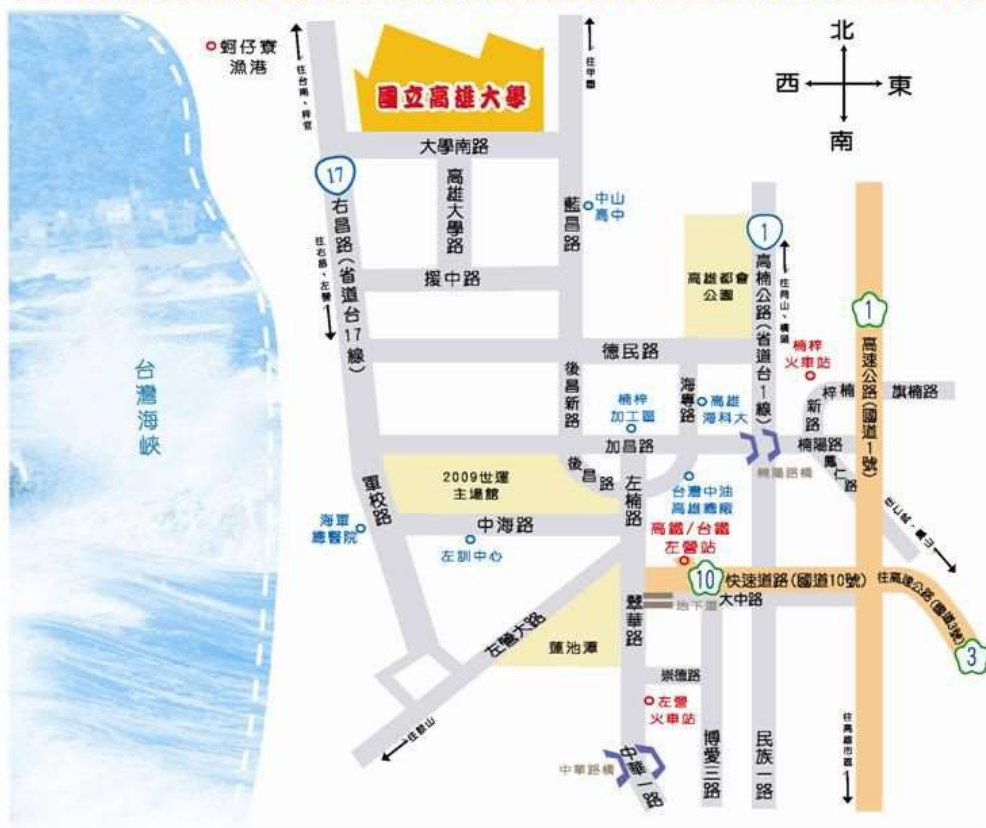 北
西
東
南
蚵仔寮
漁港
往台南、梓官
國立高雄大學
往甲圍
大學南路
17
右昌路(省道台17線)
高雄大學路
藍昌路
中山
高中
往右昌、左營
援中路
高雄都會
公園
1
高楠公路(省道台1線)
往岡山、橋頭
1
高速公路(國道1號)
德民路
楠梓
火車站
台灣海峽
後昌新路
楠梓
加工區
海專路
高雄
海科大
梓楠
新路
旗楠路
加昌路
楠陽路
楠陽路橋
鳳仁路
往仁武、鳳山
2009世運
主場館
後昌路
左楠路
台灣中油
高雄總廠
軍校路
海軍
總醫院
中海路
左訓中心
高鐵/台鐵
左營站
10
快速道路(國道10號)
往高速公路(國道3號)
3
地下道
大中路
翠華路
左營大路
蓮池潭
崇德路
左營
火車站
往鼓山
中華路橋
中華一路
博愛三路
民族一路
往高雄市區